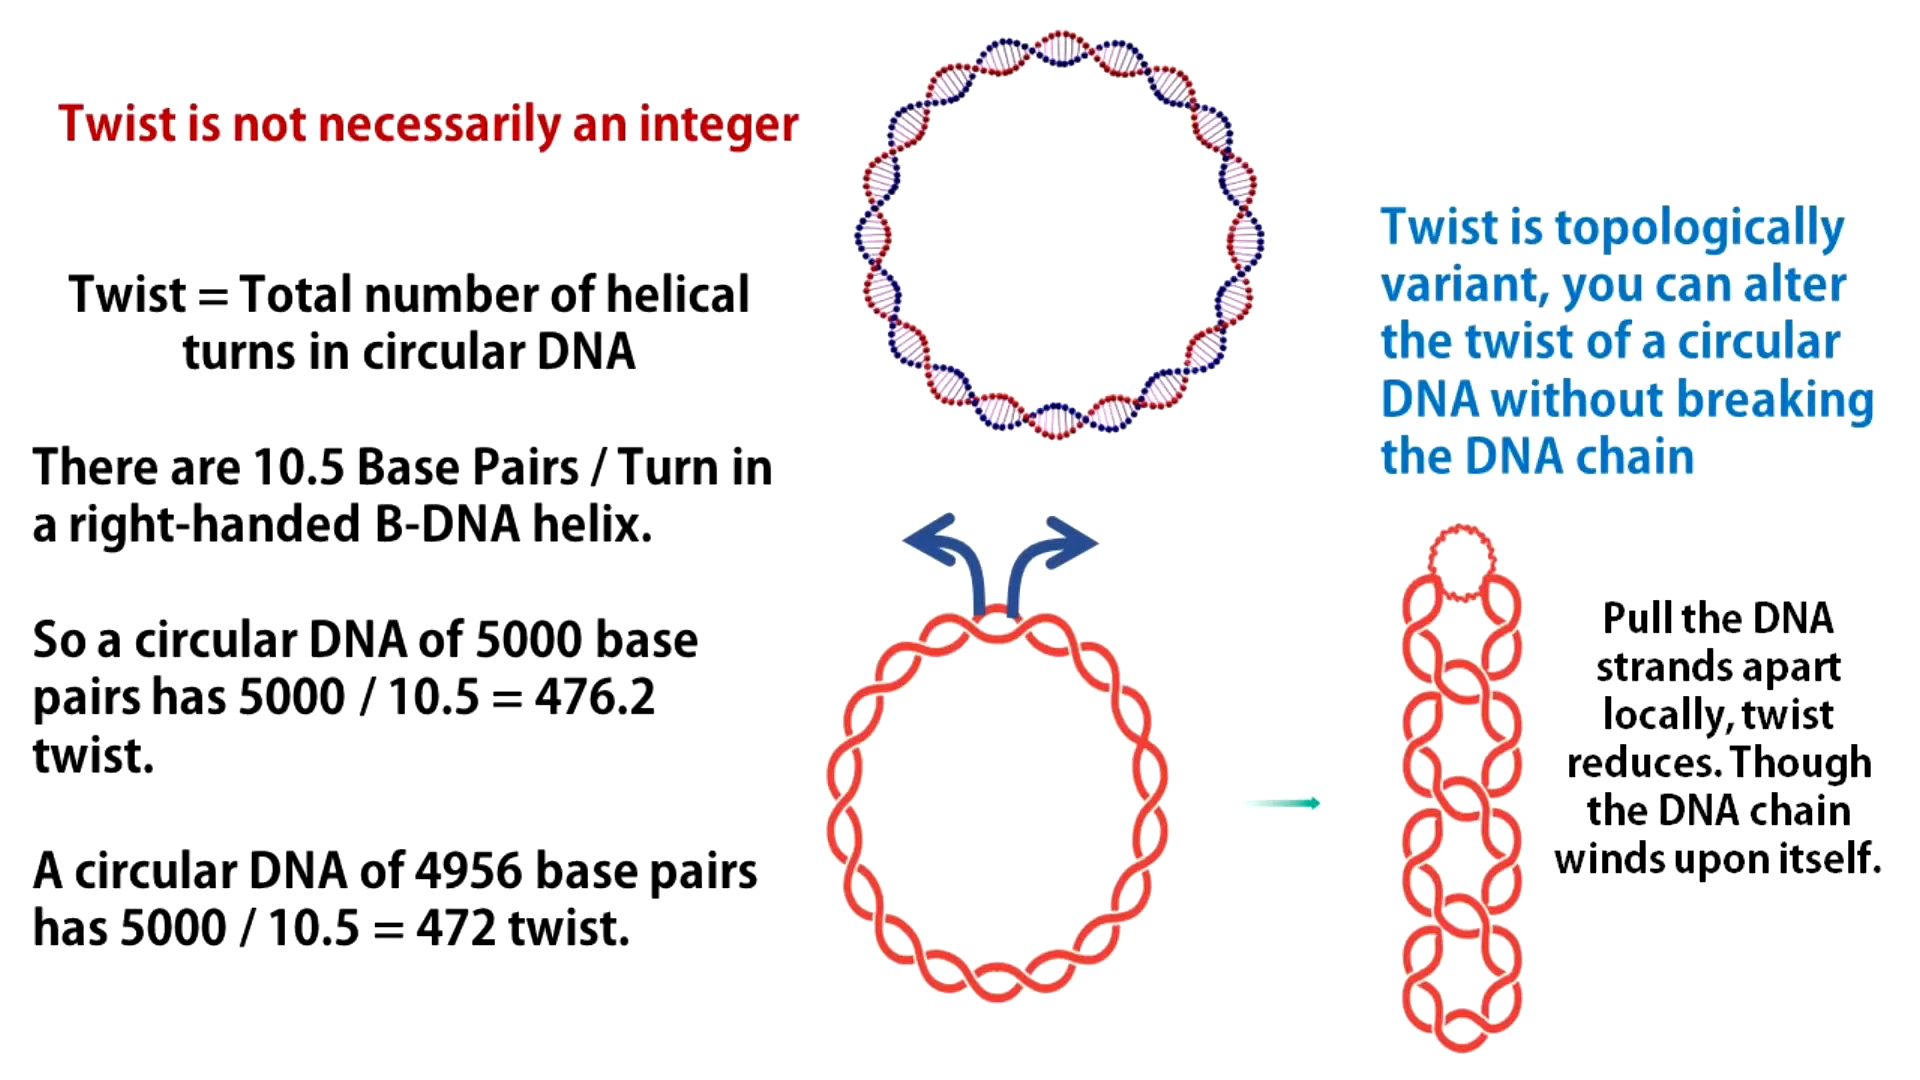 Twist is not necessarily an integer
Twist = Total number of helical
turns in circular DNA
There are 10.5 Base Pairs / Turn in
a right-handed B-DNA helix.
So a circular DNA of 5000 base
pairs has 5000 / 10.5 = 476.2
twist.
A circular DNA of 4956 base pairs
has 5000 / 10.5 = 472 twist.
Twist is topologically
variant, you can alter
the twist of a circular
DNA without breaking
the DNA chain
Pull the DNA
strands apart
locally, twist
reduces. Though
the DNA chain
winds upon itself.